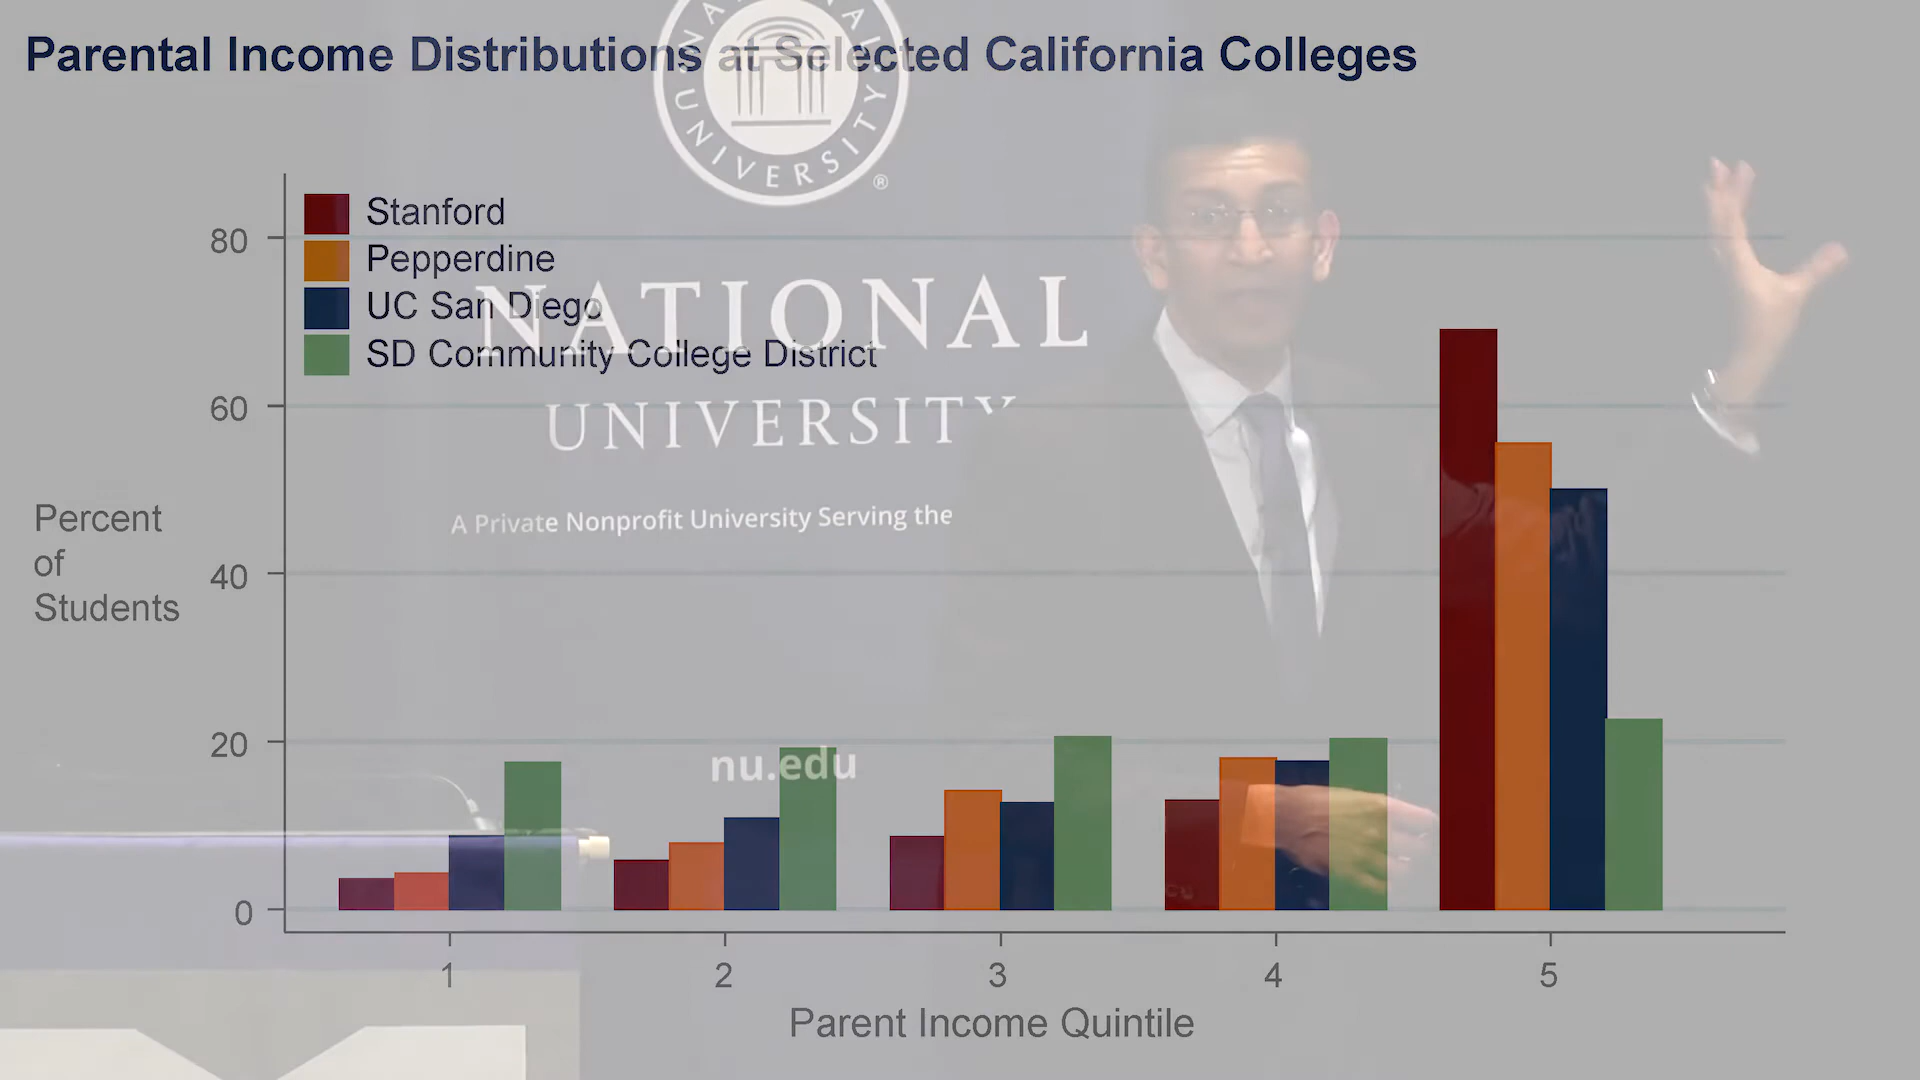 Parental Income Distributions at Selected California Colleges
NATIONAL
UNIVERSITY
®
Stanford
Pepperdine
UC San Diego
SD Community College District
NATIONAL
UNIVERSITY
A Private Nonprofit University Serving the
nu.edu
Percent
of
Students
80
60
40
20
0
1 2 3 4 5
Parent Income Quintile